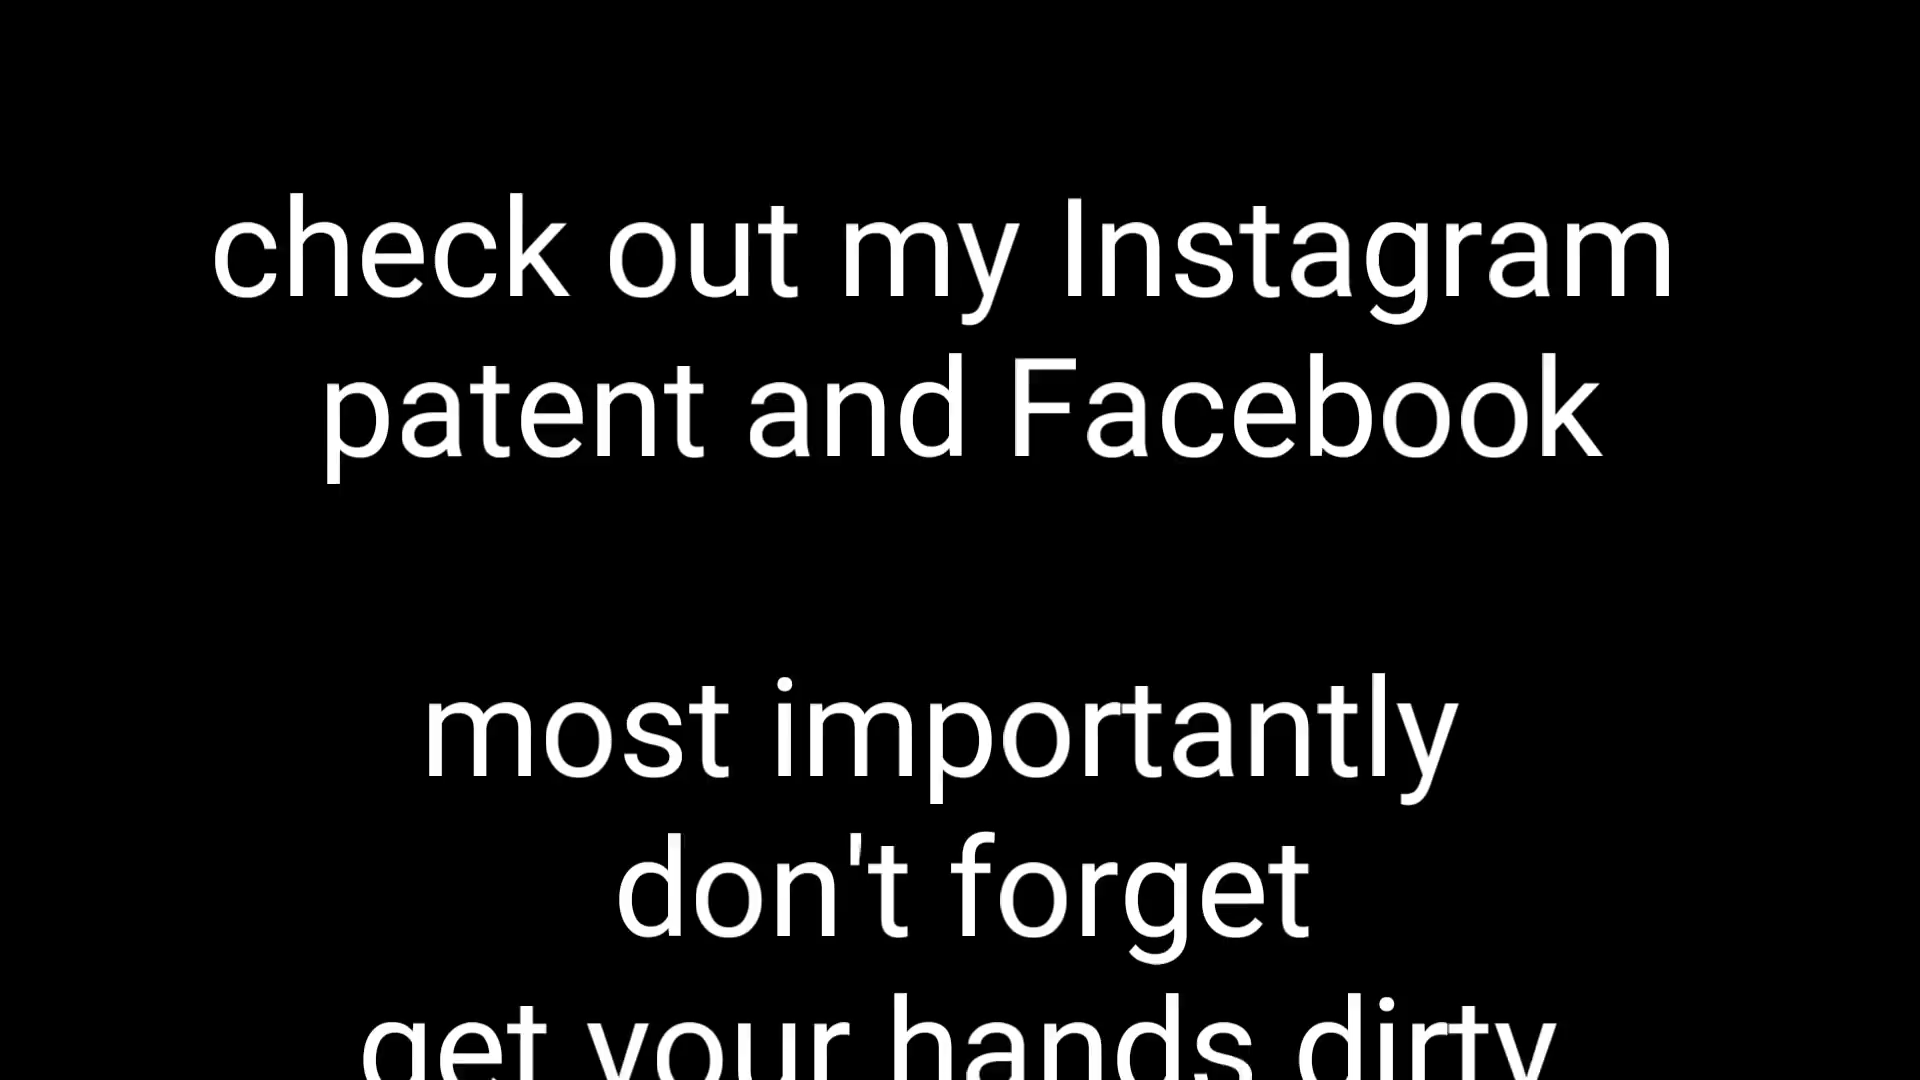 check out my Instagram
patent and Facebook
most importantly
don't forget
get your hands dirty